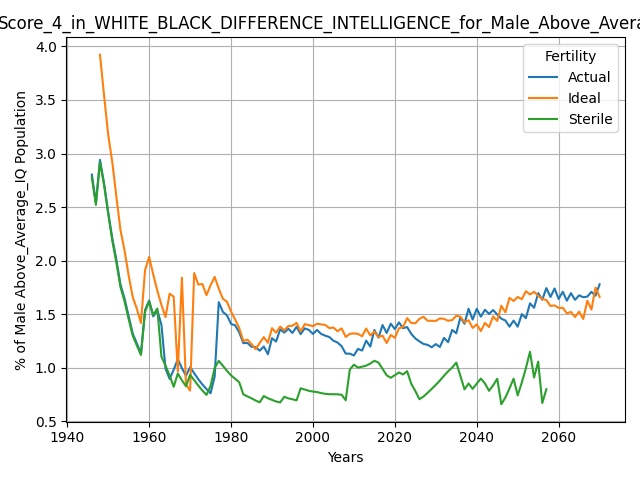 Score_4_in_WHITE_BLACK_DIFFERENCE_INTELLIGENCE_for_Male_Above_Avera
Fertility
Actual
Ideal
Sterile
% of Male Above_Average_IQ Population
4.0
3.5
3.0
2.5
2.0
1.5
1.0
0.5
1940 1960 1980 2000 2020 2040 2060
Years